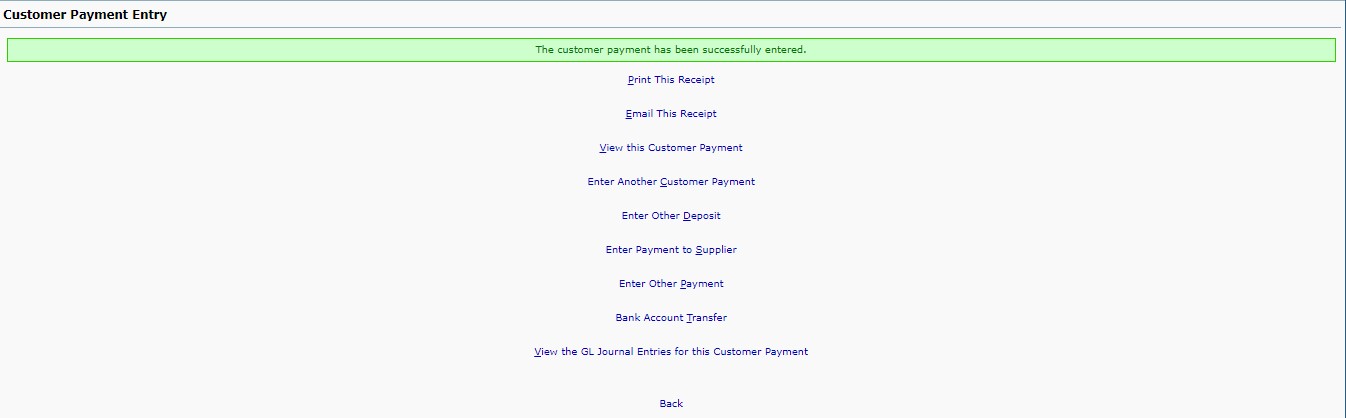 Customer Payment Entry
The customer payment has been successfully entered.
Print This Receipt
Email This Receipt
View this Customer Payment
Enter Another Customer Payment
Enter Other Deposit
Enter Payment to Supplier
Enter Other Payment
Bank Account Transfer
View the GL Journal Entries for this Customer Payment
Back